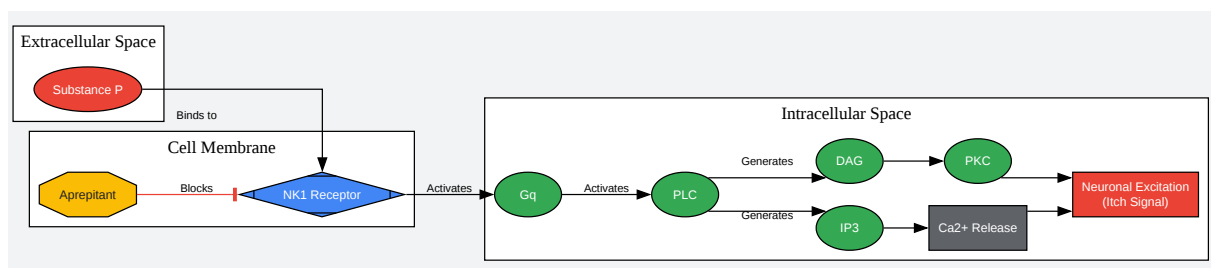 Extracellular Space
Substance P
Binds to
Cell Membrane
Aprepitant
Blocks
NK1 Receptor
Activates
Intracellular Space
Gq
Activates
PLC
Generates
DAG
PKC
Generates
IP3
Ca2+ Release
Neuronal Excitation
(Itch Signal)